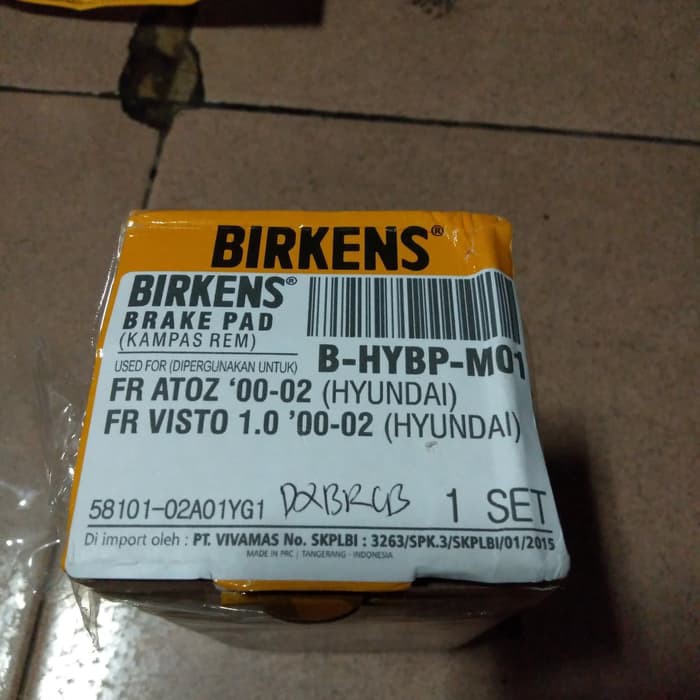 BIRKENS®
BIRKENS®
BRAKE PAD
(KAMPAS REM)
B-HYBP-M01
USED FOR (DIPERGUNAKAN UNTUK)
FR ATOZ ‘00-02 (HYUNDAI)
FR VISTO 1.0 ’00-02 (HYUNDAI)
58101-02A01YG1 1 SET
Di import oleh : PT. VIVAMAS No. SKPLBI : 3263/SPK.3/SKPLBI/01/2015
MADE IN PRC | TANGERANG - INDONESIA